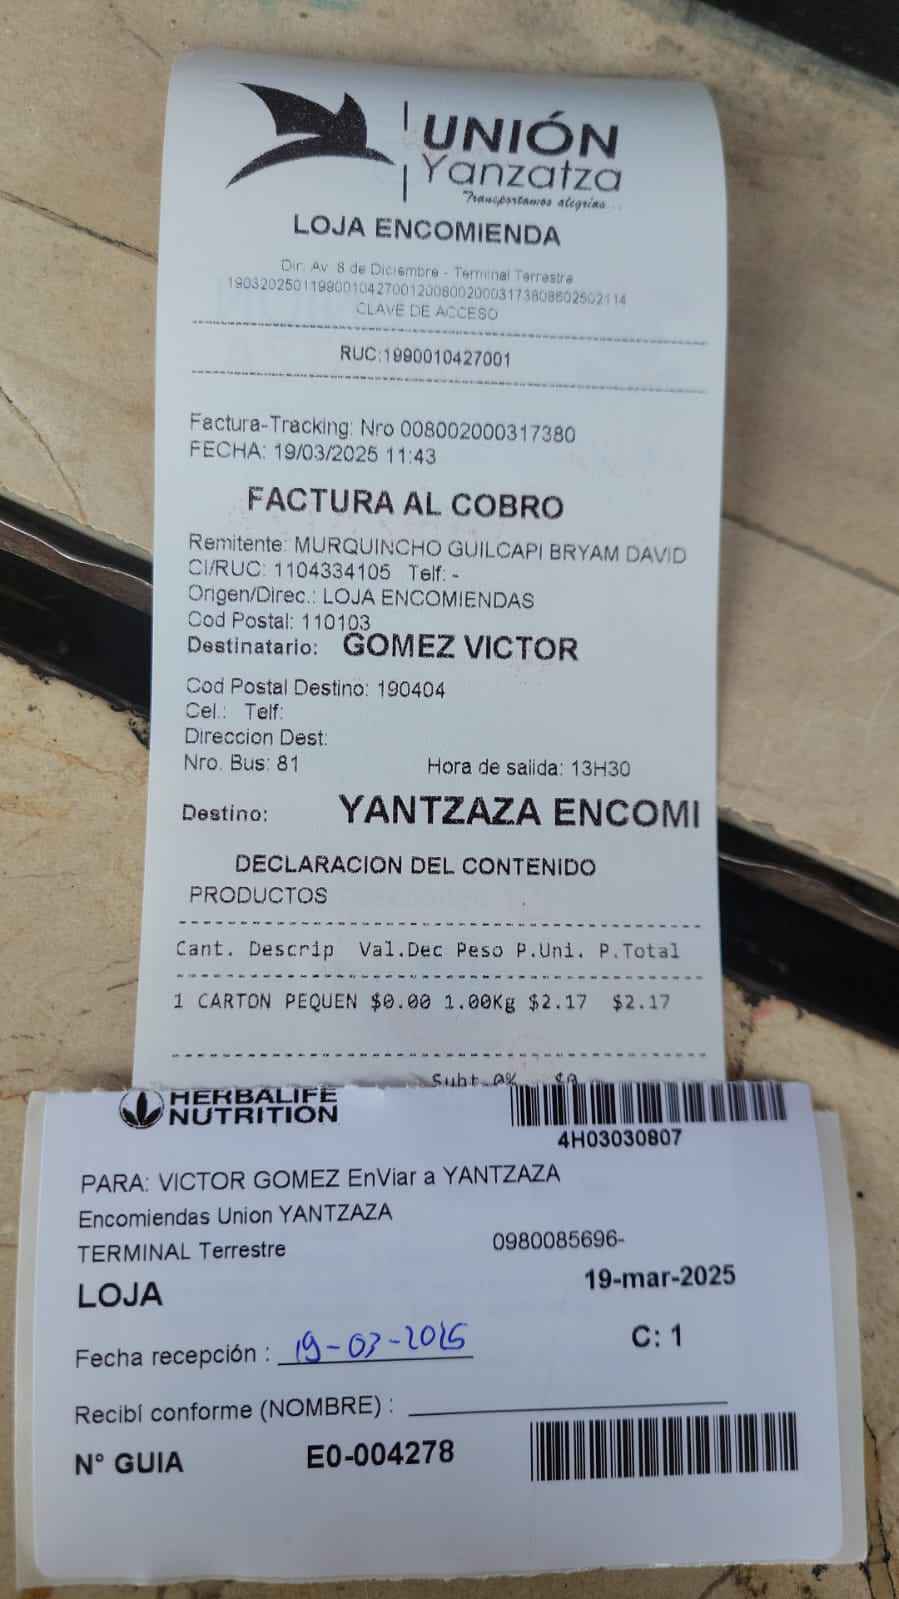 UNIÓN
Yanzatza
Transportamos alegrías...
LOJA ENCOMIENDA
Dir: Av. 8 de Diciembre - Terminal Terrestre
CLAVE DE ACCESO
RUC:1990010427001
Factura-Tracking: Nro 008002000317380
FECHA: 19/03/2025 11:43
FACTURA AL COBRO
Remitente: MURQUINCHO GUILCAPI BRYAM DAVID
CI/RUC: 1104334105 Telf: -
Origen/Direc.: LOJA ENCOMIENDAS
Cod Postal: 110103
Destinatario: GOMEZ VICTOR
Cod Postal Destino: 190404
Cel.: Telf:
Direccion Dest:
Nro. Bus: 81 Hora de salida: 13H30
Destino: YANTZAZA ENCOMI
DECLARACION DEL CONTENIDO
PRODUCTOS
Cant. Descrip Val.Dec Peso P.Uni. P.Total
1 CARTON PEQUEN $0.00 1.00Kg $2.17 $2.17
Subt 0% $0
HERBALIFE
NUTRITION
4H03030807
PARA: VICTOR GOMEZ EnViar a YANTZAZA
Encomiendas Union YANTZAZA
TERMINAL Terrestre 0980085696-
LOJA 19-mar-2025
Fecha recepción : 19-03-2025 C: 1
Recibí conforme (NOMBRE) :
N° GUIA E0-004278